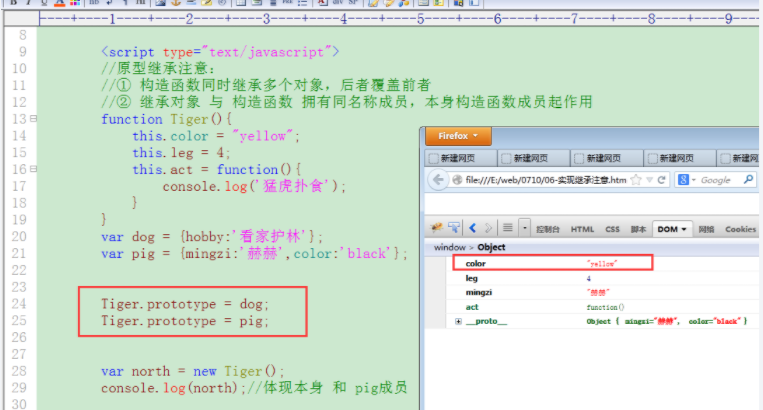 ----+----1----+----2----+----3----+----4----+----5----+----6----+----7----+----8----+----9
8
9 <script type="text/javascript">
10 //原型继承注意：
11 //① 构造函数同时继承多个对象，后者覆盖前者
12 //② 继承对象 与 构造函数 拥有同名称成员，本身构造函数成员起作用
13 function Tiger(){
14 this.color = "yellow";
15 this.leg = 4;
16 this.act = function(){
17 console.log('猛虎扑食');
18 }
19 }
20 var dog = {hobby:'看家护林'};
21 var pig = {mingzi:'赫赫',color:'black'};
22
23
24 Tiger.prototype = dog;
25 Tiger.prototype = pig;
26
27
28 var north = new Tiger();
29 console.log(north);//体现本身 和 pig成员
30
Firefox
新建网页 新建网页 新建网页 新建网页 新建网
file:///E:/web/0710/06-实现继承注意.htm Google
控制台 HTML CSS 脚本 DOM 网络 Cookies
window > Object
color "yellow"
leg 4
mingzi "赫赫"
act function()
__proto__ Object { mingzi="赫赫", color="black" }